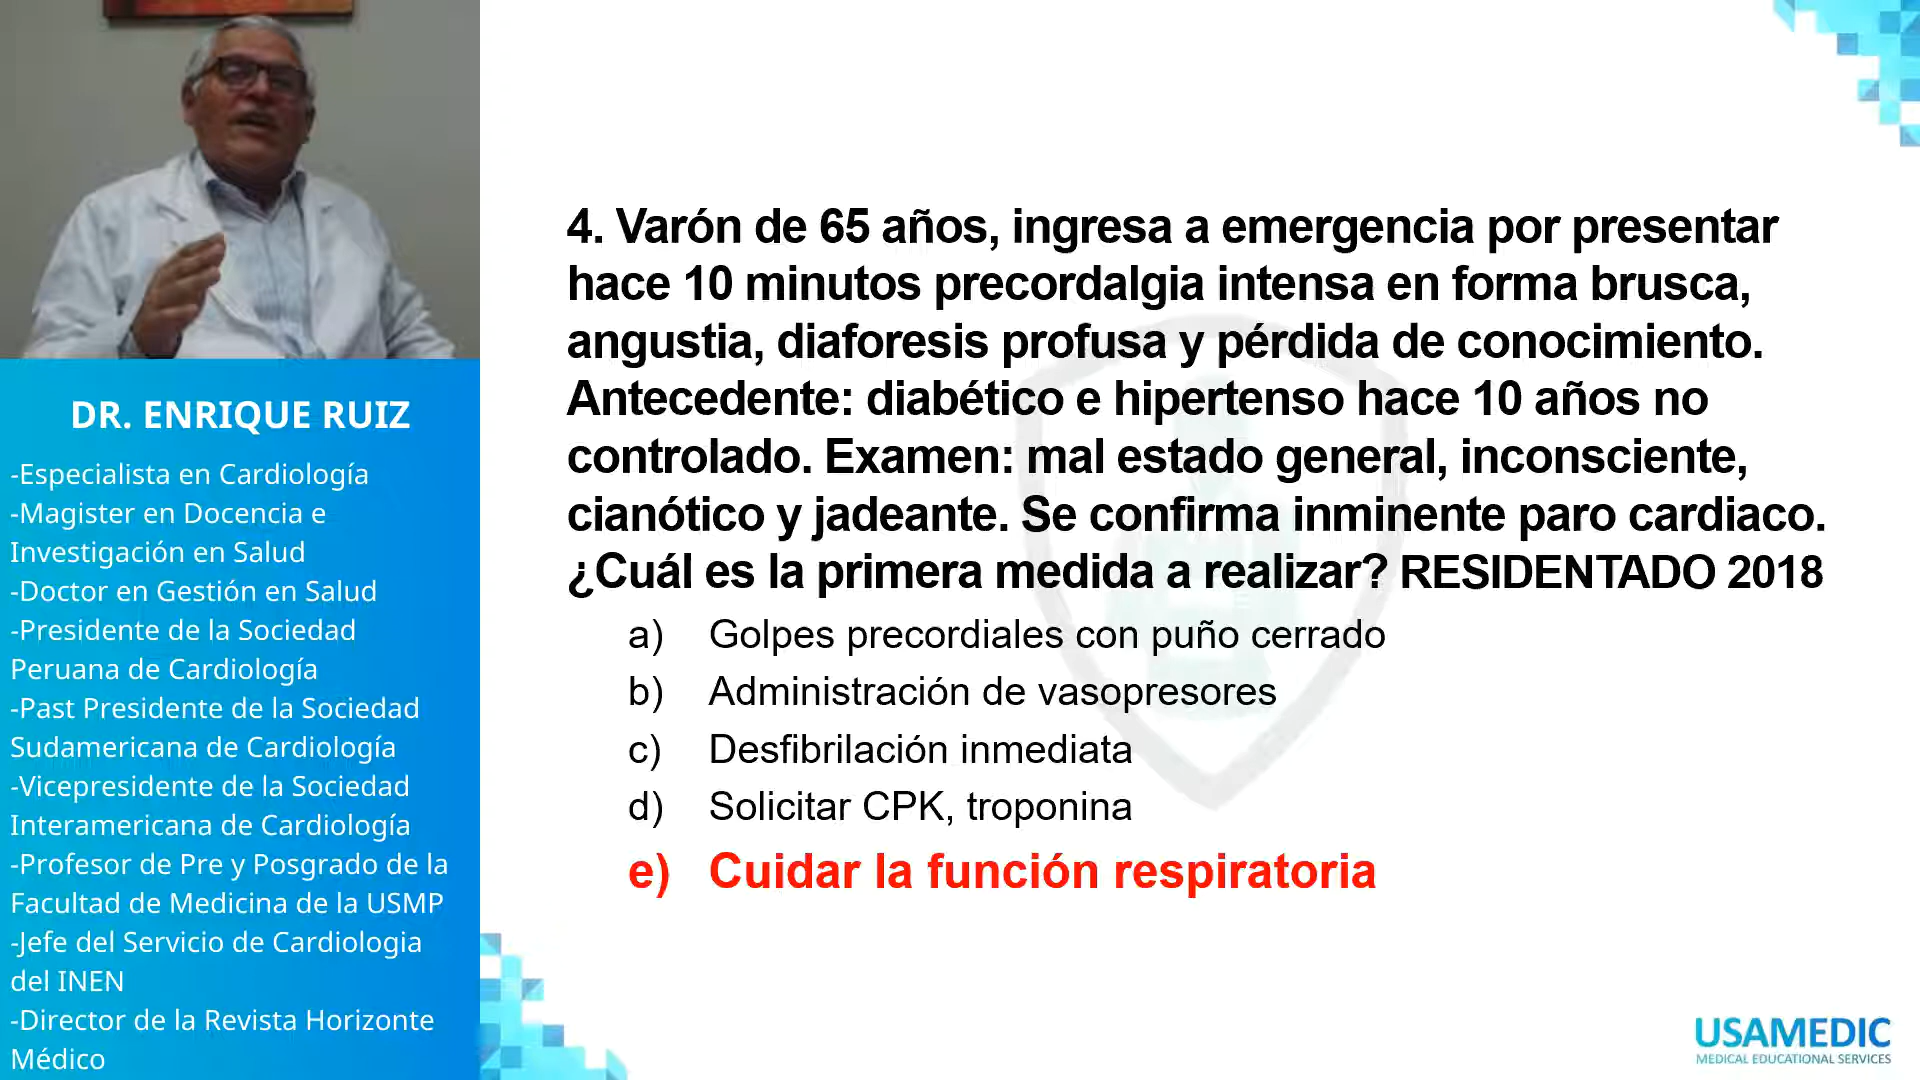 DR. ENRIQUE RUIZ
-Especialista en Cardiología
-Magister en Docencia e
Investigación en Salud
-Doctor en Gestión en Salud
-Presidente de la Sociedad
Peruana de Cardiología
-Past Presidente de la Sociedad
Sudamericana de Cardiología
-Vicepresidente de la Sociedad
Interamericana de Cardiología
-Profesor de Pre y Posgrado de la
Facultad de Medicina de la USMP
-Jefe del Servicio de Cardiologia
del INEN
-Director de la Revista Horizonte
Médico
4. Varón de 65 años, ingresa a emergencia por presentar
hace 10 minutos precordalgia intensa en forma brusca,
angustia, diaforesis profusa y pérdida de conocimiento.
Antecedente: diabético e hipertenso hace 10 años no
controlado. Examen: mal estado general, inconsciente,
cianótico y jadeante. Se confirma inminente paro cardiaco.
¿Cuál es la primera medida a realizar? RESIDENTADO 2018
a) Golpes precordiales con puño cerrado
b) Administración de vasopresores
c) Desfibrilación inmediata
d) Solicitar CPK, troponina
e) Cuidar la función respiratoria
USAMEDIC
MEDICAL EDUCATIONAL SERVICES